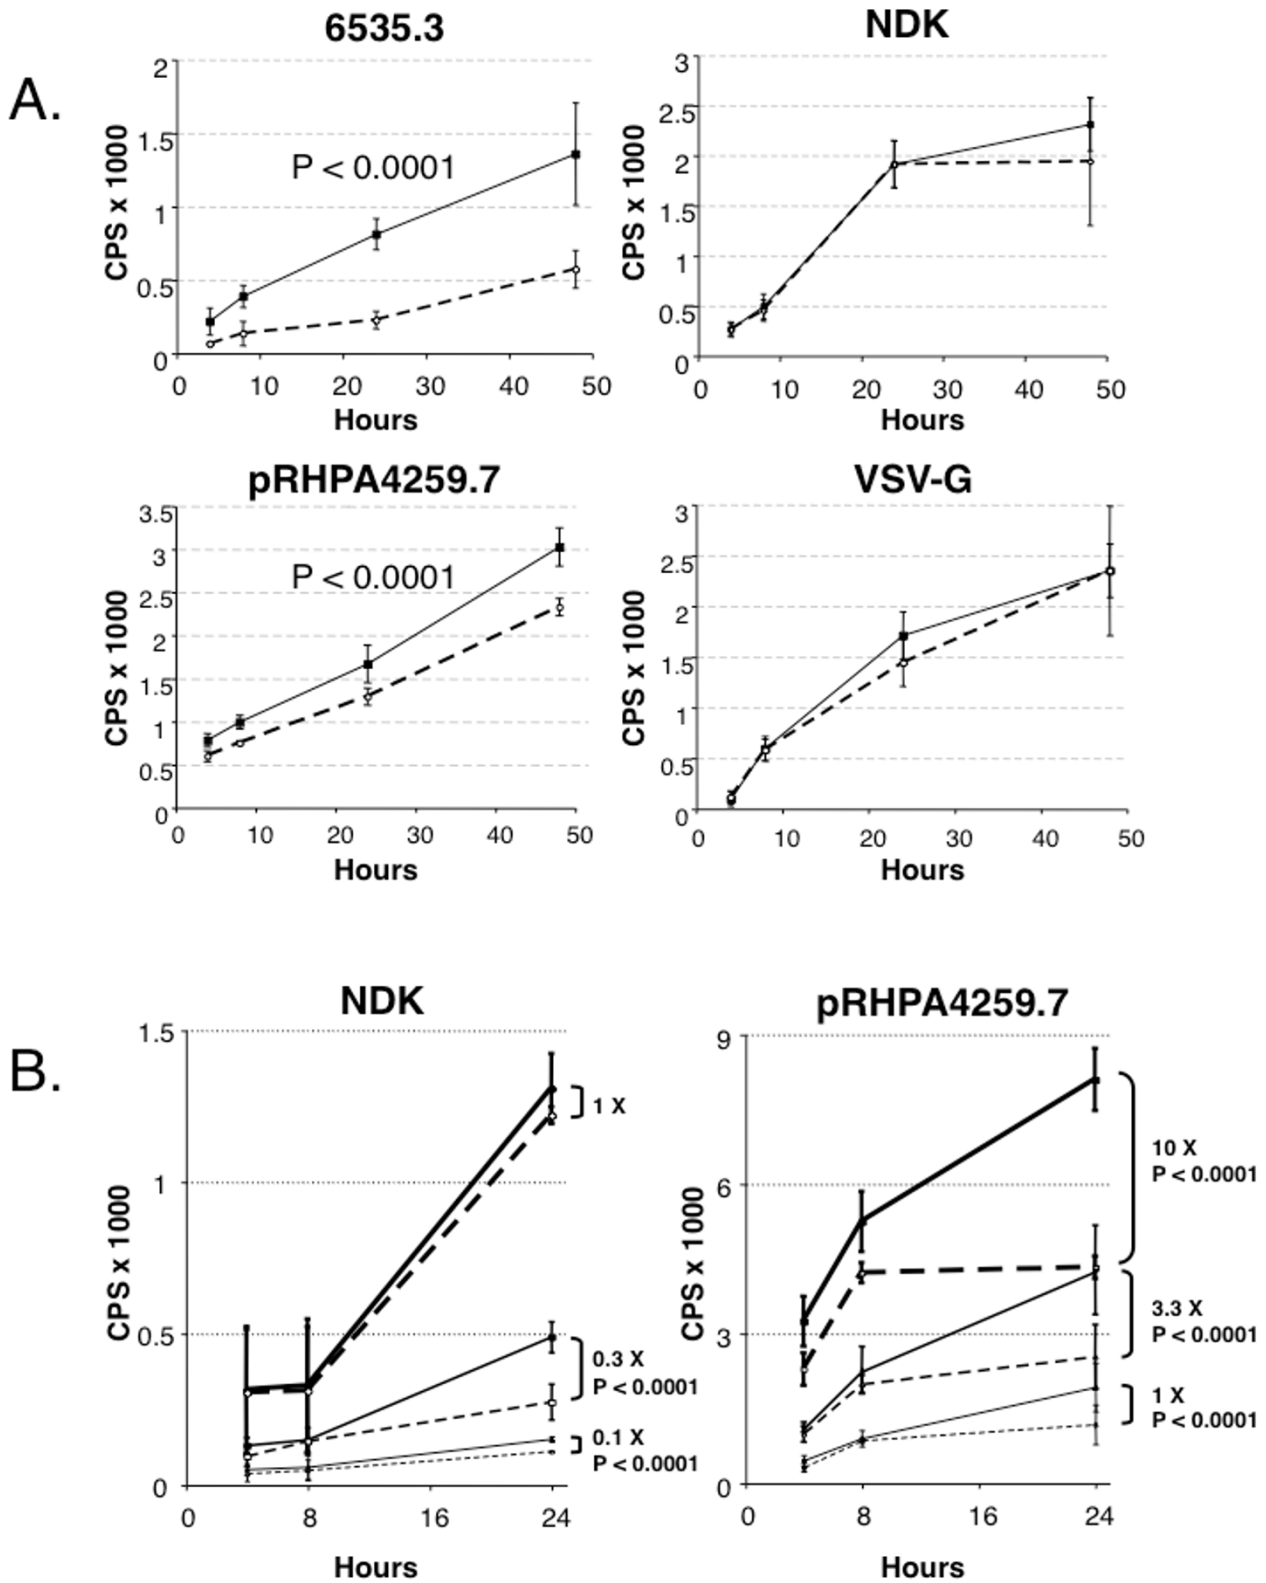 A.
6535.3
CPS x 1000
2
1.5
1
0.5
0
P < 0.0001
0 10 20 30 40 50
Hours
NDK
CPS x 1000
3
2.5
2
1.5
1
0.5
0
0 10 20 30 40 50
Hours
pRHPA4259.7
CPS x 1000
3.5
3
2.5
2
1.5
1
0.5
0
P < 0.0001
0 10 20 30 40 50
Hours
VSV-G
CPS x 1000
3
2.5
2
1.5
1
0.5
0
0 10 20 30 40 50
Hours
B.
NDK
CPS x 1000
1.5
1
0.5
0
1 X
0.3 X
P < 0.0001
0.1 X
P < 0.0001
0 8 16 24
Hours
pRHPA4259.7
CPS x 1000
9
6
3
0
10 X
P < 0.0001
3.3 X
P < 0.0001
1 X
P < 0.0001
0 8 16 24
Hours